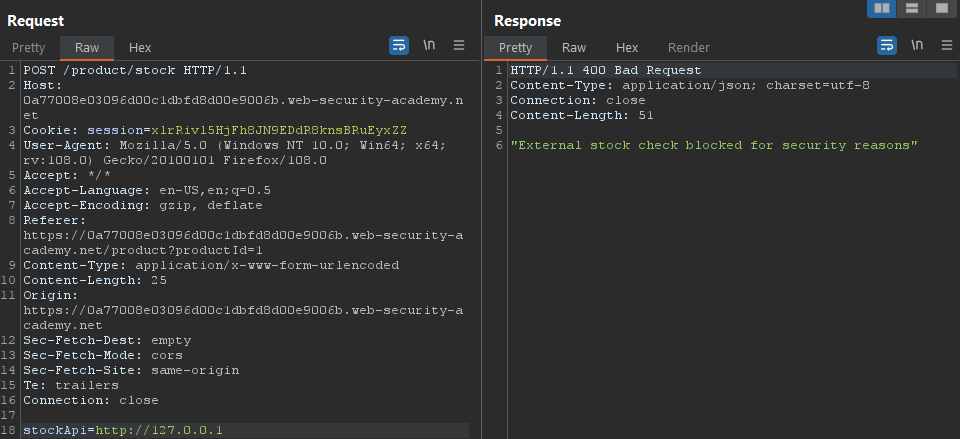 Request
Pretty Raw Hex \n
1 POST /product/stock HTTP/1.1
2 Host:
0a77008e03096d00c1dbfd8d00e9006b.web-security-academy.n
et
3 Cookie: session=x1rRivl5HjFh8JN9EDdR8knsBRuEyxZZ
4 User-Agent: Mozilla/5.0 (Windows NT 10.0; Win64; x64;
rv:108.0) Gecko/20100101 Firefox/108.0
5 Accept: */*
6 Accept-Language: en-US,en;q=0.5
7 Accept-Encoding: gzip, deflate
8 Referer:
https://0a77008e03096d00c1dbfd8d00e9006b.web-security-a
cademy.net/product?productId=1
9 Content-Type: application/x-www-form-urlencoded
10 Content-Length: 25
11 Origin:
https://0a77008e03096d00c1dbfd8d00e9006b.web-security-a
cademy.net
12 Sec-Fetch-Dest: empty
13 Sec-Fetch-Mode: cors
14 Sec-Fetch-Site: same-origin
15 Te: trailers
16 Connection: close
17
18 stockApi=http://127.0.0.1
Response
Pretty Raw Hex Render \n
1 HTTP/1.1 400 Bad Request
2 Content-Type: application/json; charset=utf-8
3 Connection: close
4 Content-Length: 51
5
6 "External stock check blocked for security reasons"